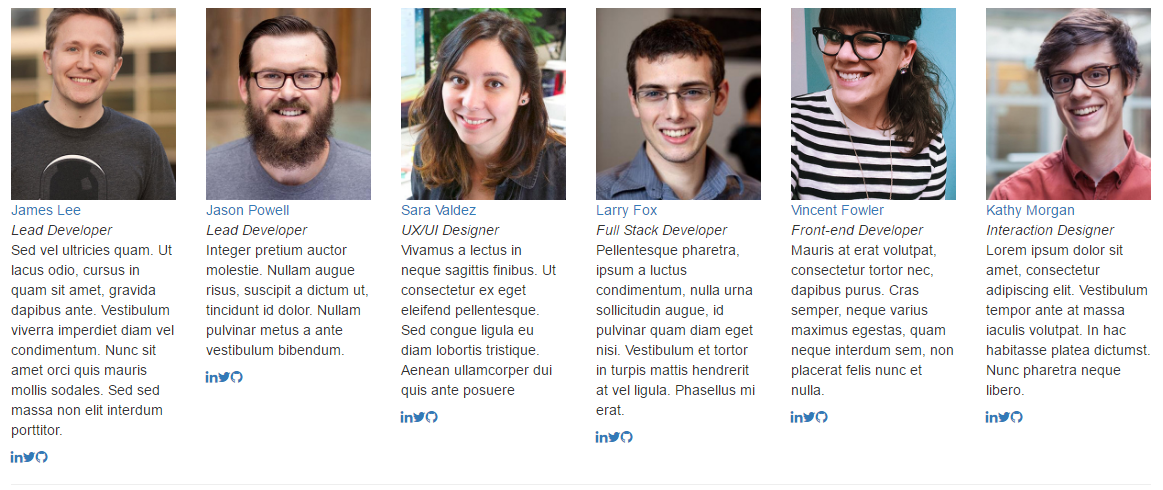 James Lee
Lead Developer
Sed vel ultricies quam. Ut
lacus odio, cursus in
quam sit amet, gravida
dapibus ante. Vestibulum
viverra imperdiet diam vel
condimentum. Nunc sit
amet orci quis mauris
mollis sodales. Sed sed
massa non elit interdum
porttitor.
Jason Powell
Lead Developer
Integer pretium auctor
molestie. Nullam augue
risus, suscipit a dictum ut,
tincidunt id dolor. Nullam
pulvinar metus a ante
vestibulum bibendum.
Sara Valdez
UX/UI Designer
Vivamus a lectus in
neque sagittis finibus. Ut
consectetur ex eget
eleifend pellentesque.
Sed congue ligula eu
diam lobortis tristique.
Aenean ullamcorper dui
quis ante posuere
Larry Fox
Full Stack Developer
Pellentesque pharetra,
ipsum a luctus
condimentum, nulla urna
sollicitudin augue, id
pulvinar quam diam eget
nisi. Vestibulum et tortor
in turpis mattis hendrerit
at vel ligula. Phasellus mi
erat.
Vincent Fowler
Front-end Developer
Mauris at erat volutpat,
consectetur tortor nec,
dapibus purus. Cras
semper, neque varius
maximus egestas, quam
neque interdum sem, non
placerat felis nunc et
nulla.
Kathy Morgan
Interaction Designer
Lorem ipsum dolor sit
amet, consectetur
adipiscing elit. Vestibulum
tempor ante at massa
iaculis volutpat. In hac
habitasse platea dictumst.
Nunc pharetra neque
libero.